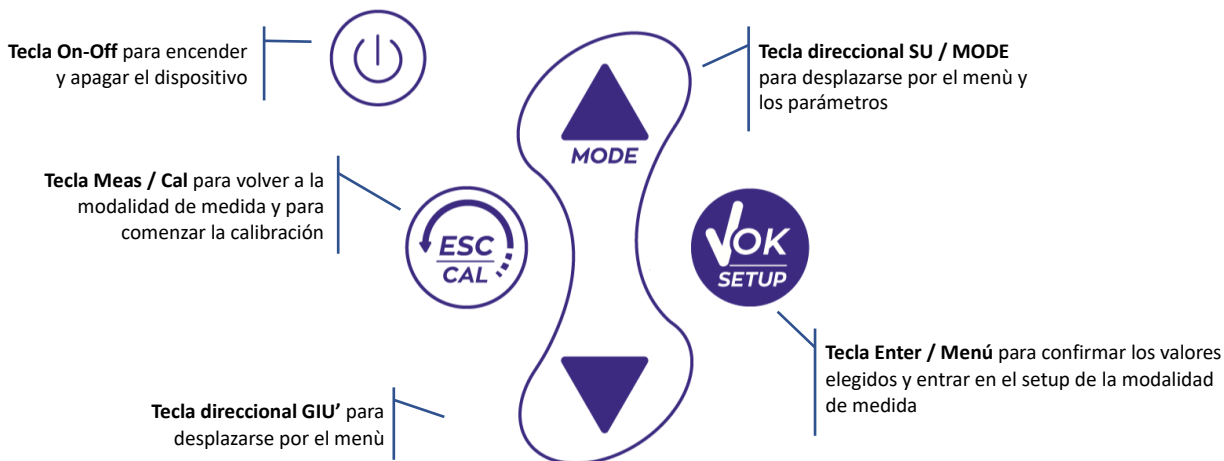 Tecla On-Off para encender
y apagar el dispositivo
Tecla direccional SU / MODE
para desplazarse por el menù y
los parámetros
MODE
Tecla Meas / Cal para volver a la
modalidad de medida y para
comenzar la calibración
ESC
CAL
OK
SETUP
Tecla Enter / Menú para confirmar los valores
elegidos y entrar en el setup de la modalidad
de medida
Tecla direccional GIU’ para
desplazarse por el menù